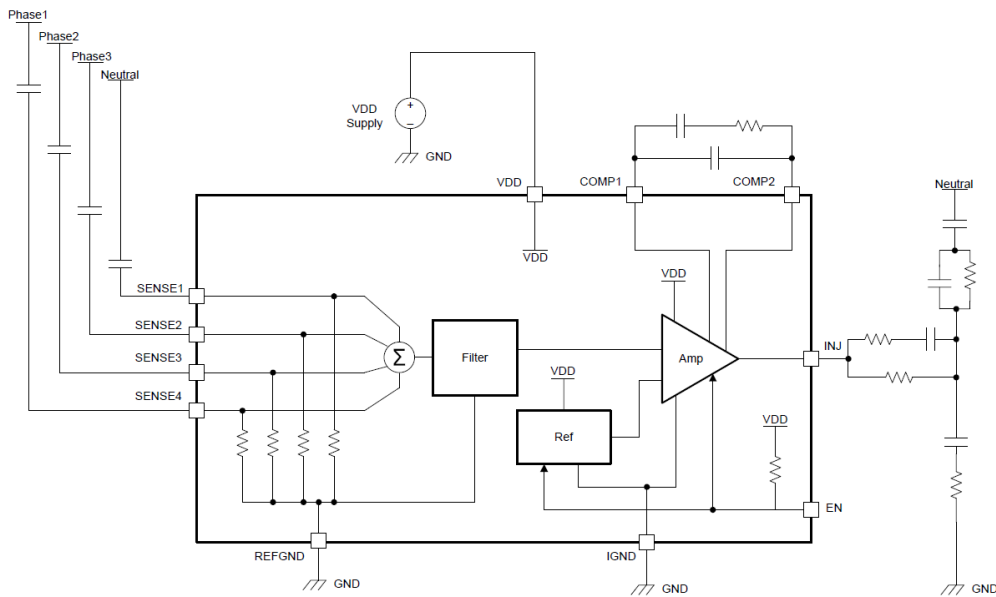 Phase1
Phase2
Phase3
Neutral
VDD
Supply
+
−
GND
VDD
COMP1
COMP2
Neutral
VDD
SENSE1
SENSE2
SENSE3
SENSE4
Σ
Filter
VDD
Amp
INJ
VDD
Ref
VDD
EN
REFGND
GND
IGND
GND
GND